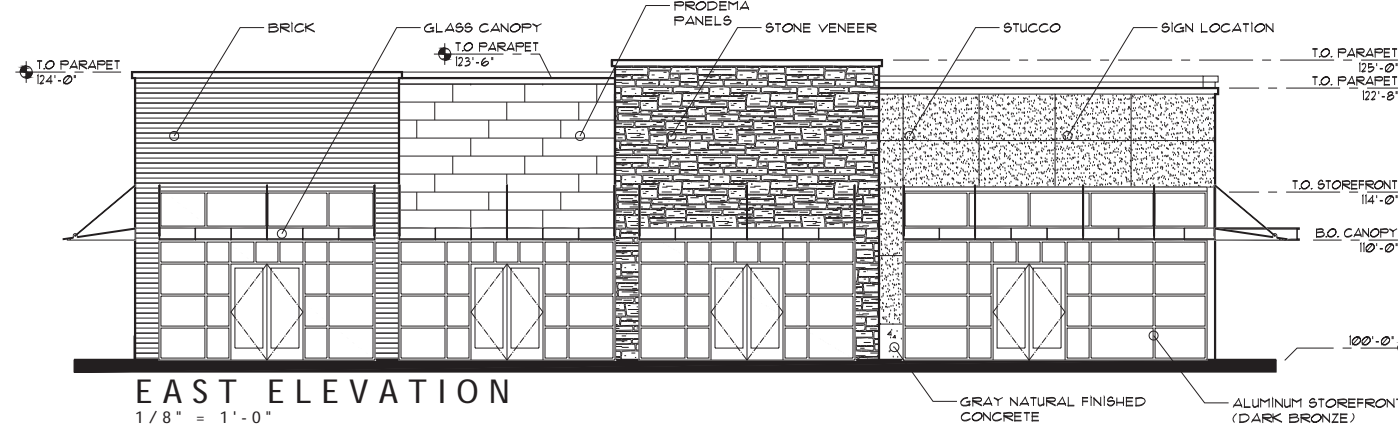 PRODEMA
PANELS
BRICK
GLASS CANOPY
STONE VENEER
STUCCO
SIGN LOCATION
T.O PARAPET
123'-6"
T.O PARAPET
124'-0"
T.O. PARAPET
125'-0"
T.O. PARAPET
122'-8"
T.O. STOREFRONT
114'-0"
B.O. CANOPY
110'-0"
100'-0"
EAST ELEVATION
1/8" = 1'-0"
GRAY NATURAL FINISHED
CONCRETE
ALUMINUM STOREFRONT
(DARK BRONZE)